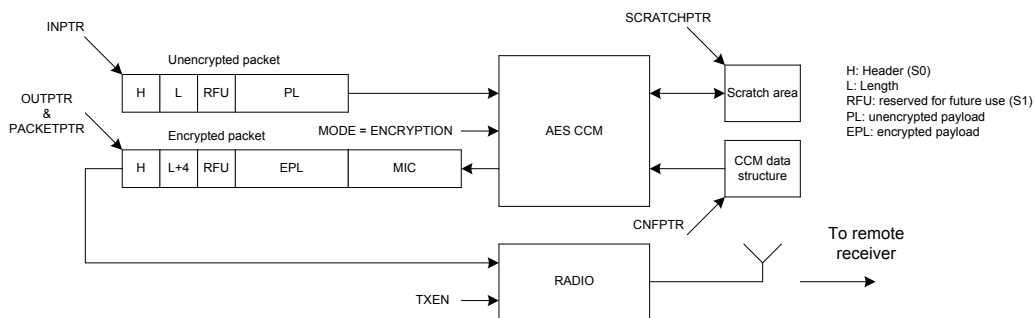 SCRATCHPTR
INPTR
Unencrypted packet
H L RFU PL
OUTPTR
&
PACKETPTR
Encrypted packet
MODE = ENCRYPTION
AES CCM
Scratch area
H: Header (S0)
L: Length
RFU: reserved for future use (S1)
PL: unencrypted payload
EPL: encrypted payload
H L+4 RFU EPL MIC
CCM data
structure
CNFPTR
To remote
receiver
RADIO
TXEN